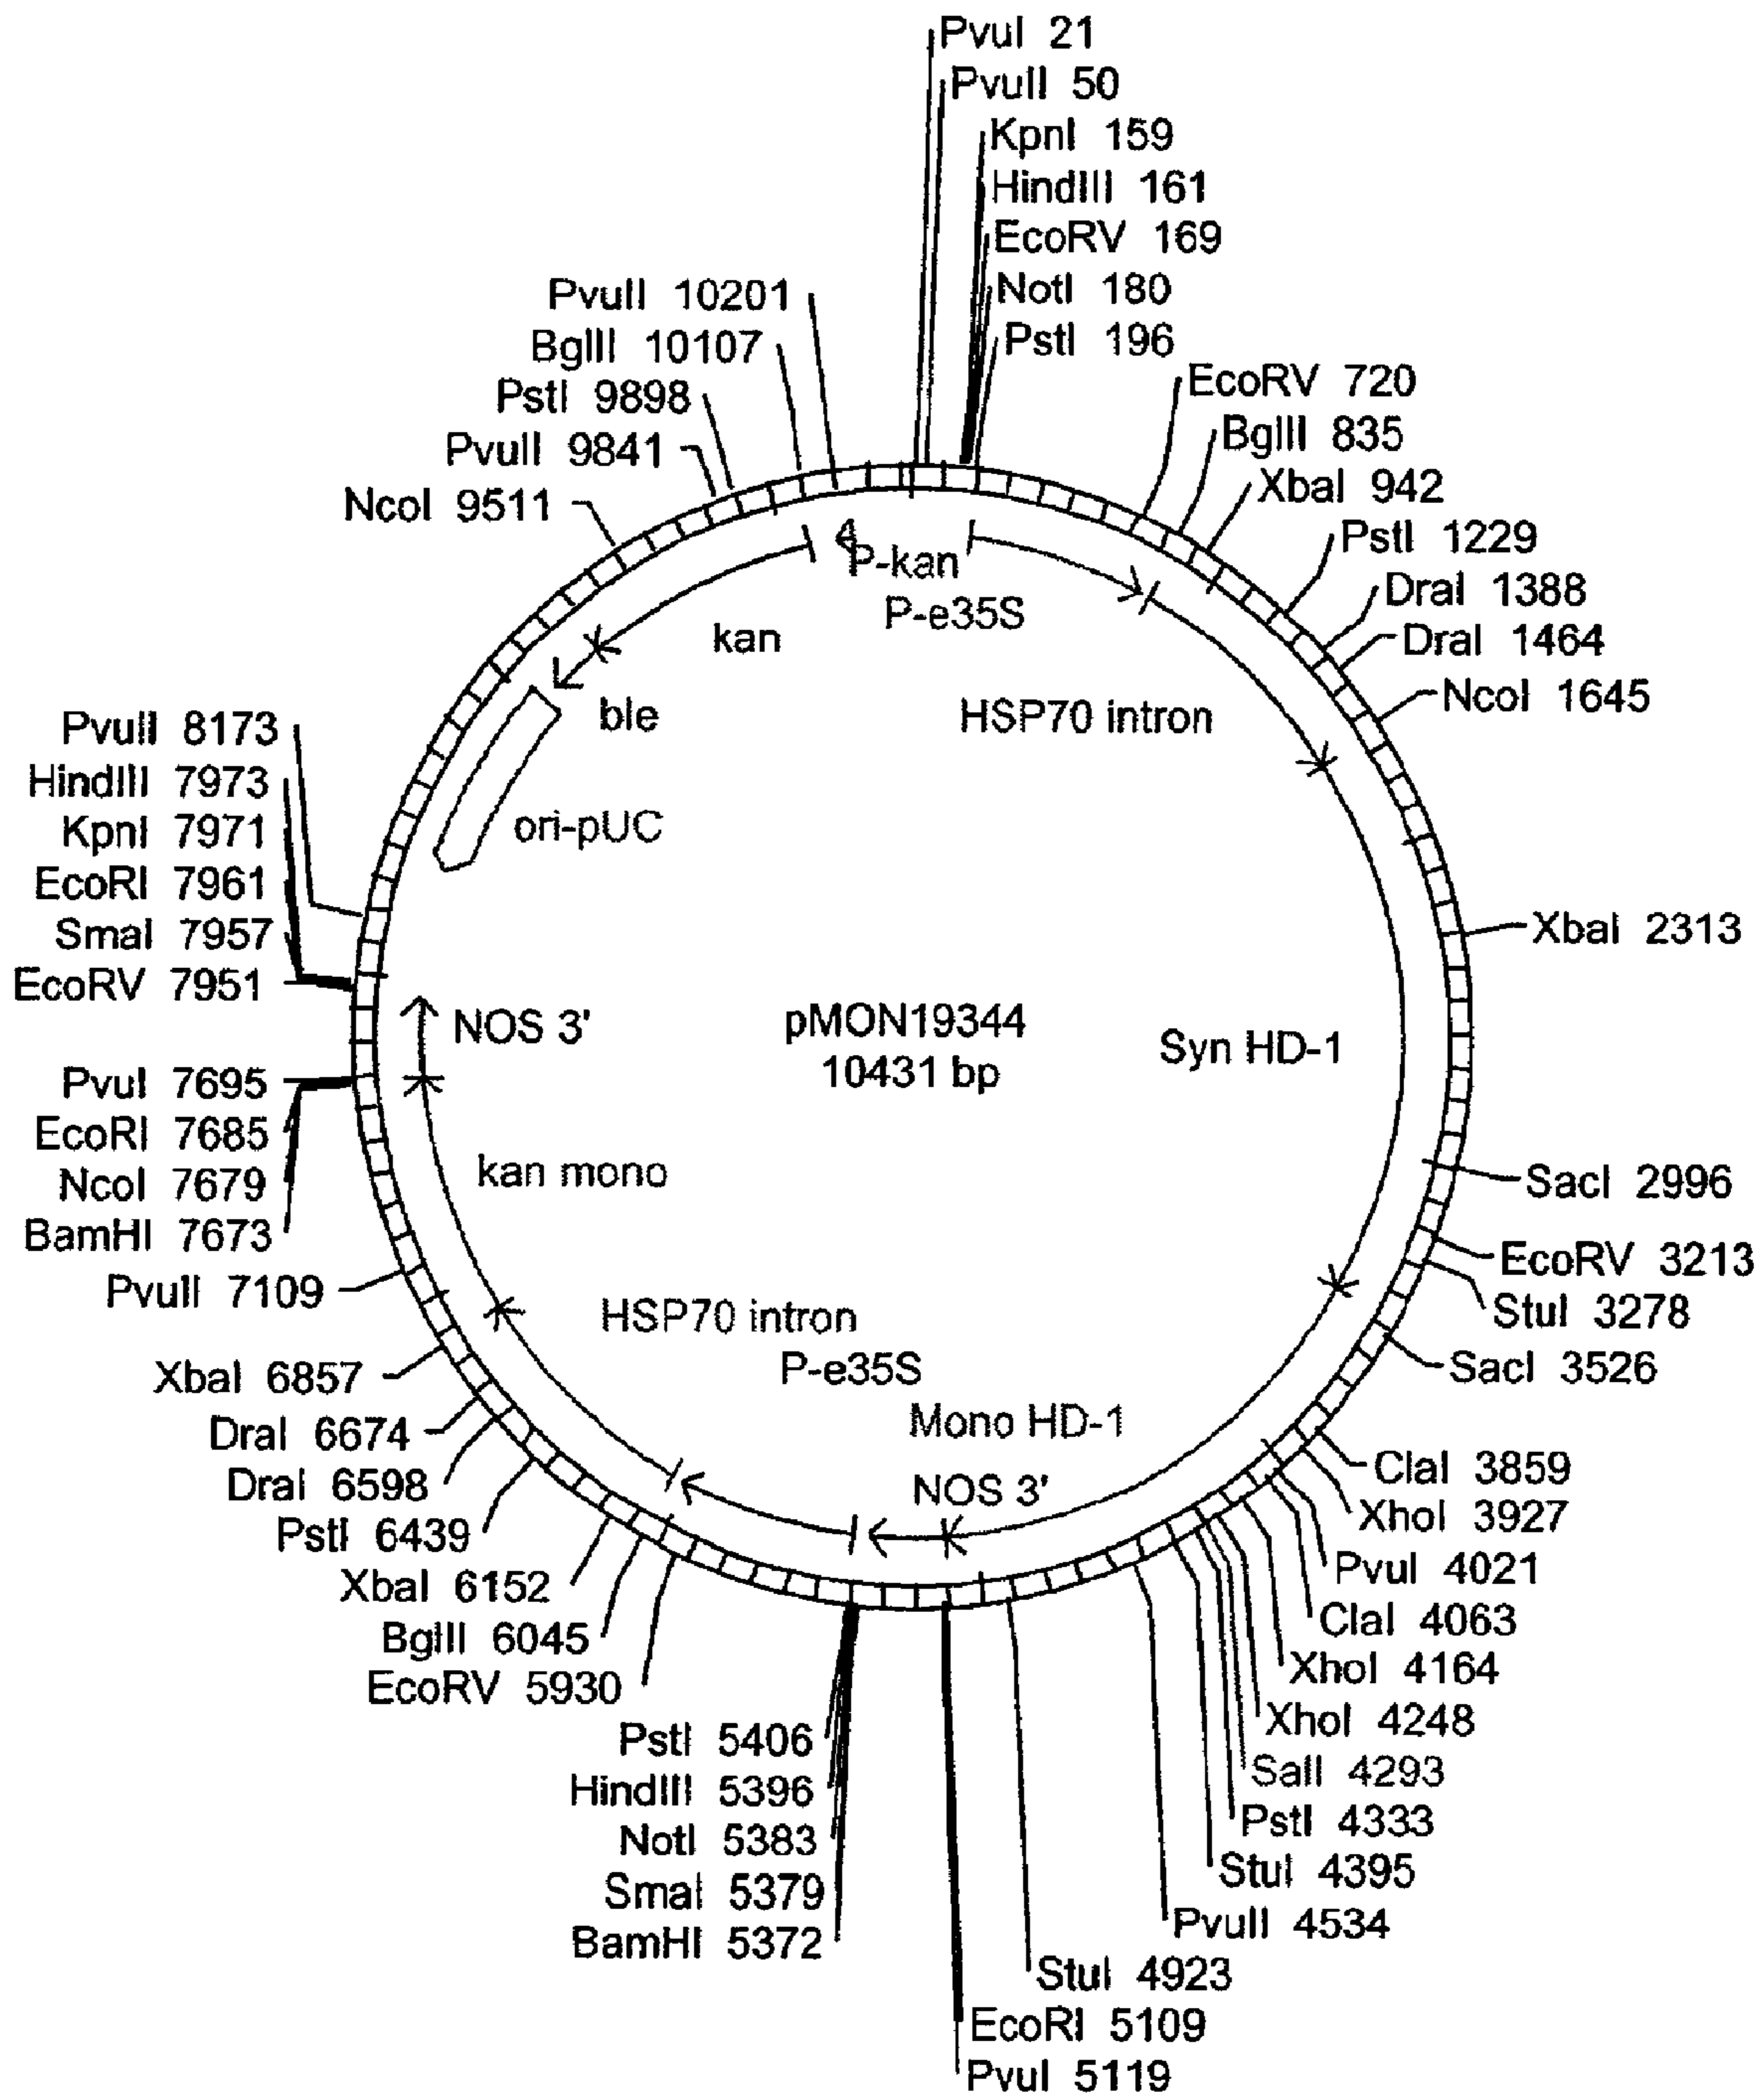 PvuI 21
PvuII 50
KpnI 159
HindIII 161
EcoRV 169
NotI 180
PstI 196
EcoRV 720
BglII 835
XbaI 942
PstI 1229
DraI 1388
DraI 1464
NcoI 1645
XbaI 2313
SacI 2996
EcoRV 3213
StuI 3278
SacI 3526
ClaI 3859
XhoI 3927
PvuI 4021
ClaI 4063
XhoI 4164
XhoI 4248
SalI 4293
PstI 4333
StuI 4395
PvuII 4534
StuI 4923
EcoRI 5109
PvuI 5119
PvuII 10201
BglII 10107
PstI 9898
PvuII 9841
NcoI 9511
PvuII 8173
HindIII 7973
KpnI 7971
EcoRI 7961
SmaI 7957
EcoRV 7951
PvuI 7695
EcoRI 7685
NcoI 7679
BamHI 7673
PvuII 7109
XbaI 6857
DraI 6674
DraI 6598
PstI 6439
XbaI 6152
BglII 6045
EcoRV 5930
PstI 5406
HindIII 5396
NotI 5383
SmaI 5379
BamHI 5372
P-kan
P-e35S
kan
ble
HSP70 intron
ori-pUC
NOS 3'
pMON19344
10431 bp
Syn HD-1
kan mono
HSP70 intron
P-e35S
Mono HD-1
NOS 3'